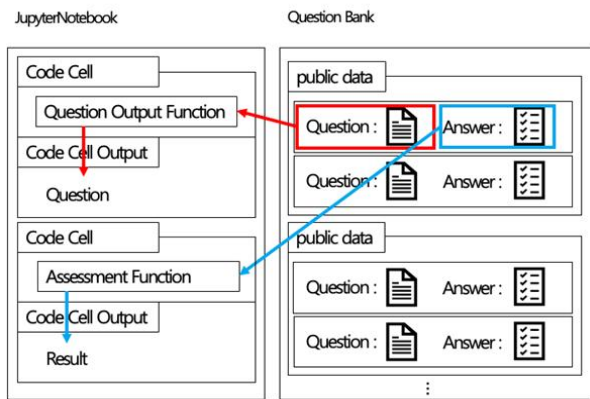 JupyterNotebook
Code Cell
Question Output Function
Code Cell Output
Question
Code Cell
Assessment Function
Code Cell Output
Result
Question Bank
public data
Question : Answer :
Question : Answer :
public data
Question : Answer :
Question : Answer :
⋮